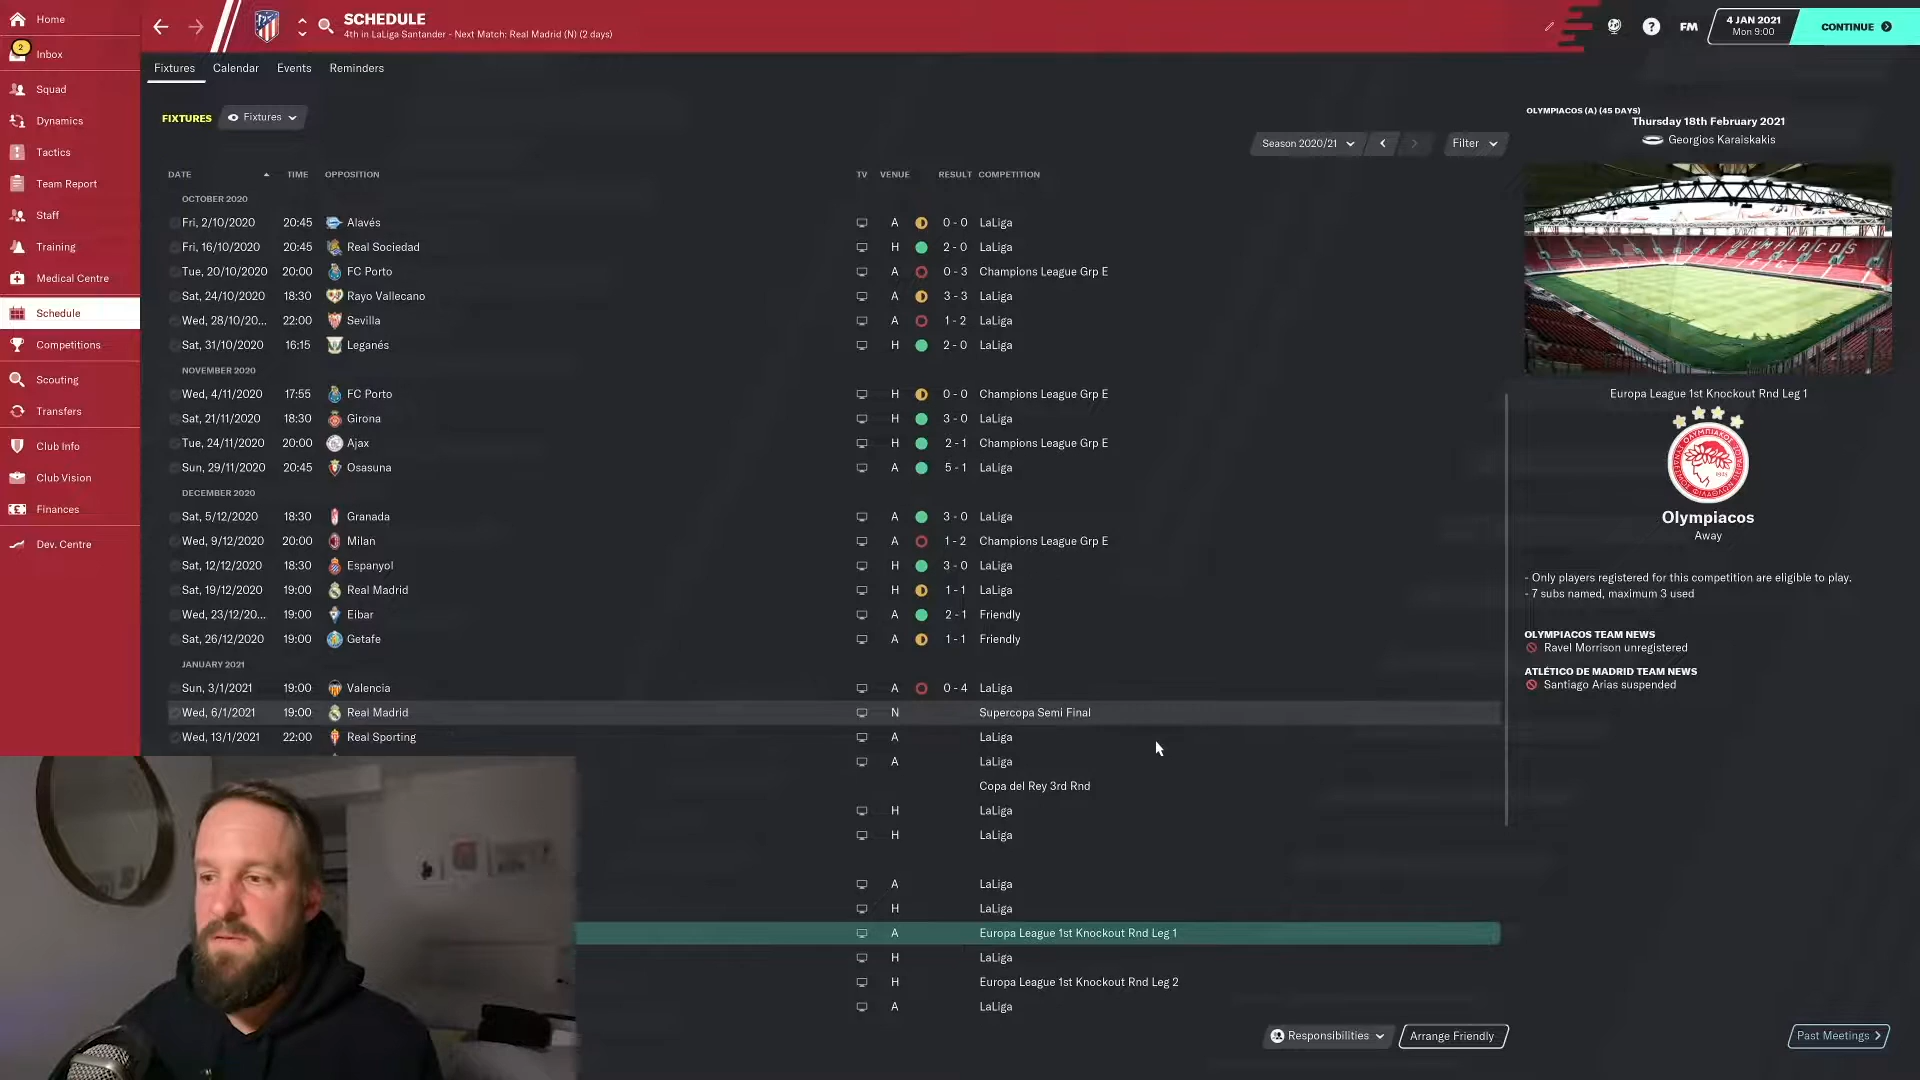 Home
2
Inbox
Squad
Dynamics
Tactics
Team Report
Staff
Training
Medical Centre
Schedule
Competitions
Scouting
Transfers
Club Info
Club Vision
Finances
Dev. Centre
SCHEDULE
4th in LaLiga Santander - Next Match: Real Madrid (N) (2 days)
? FM 4 JAN 2021
Mon 9:00
CONTINUE
Fixtures Calendar Events Reminders
FIXTURES Fixtures
Season 2020/21 Filter
DATE TIME OPPOSITION TV VENUE RESULT COMPETITION
OCTOBER 2020
Fri, 2/10/2020 20:45 Alavés A 0 - 0 LaLiga
Fri, 16/10/2020 20:45 Real Sociedad H 2 - 0 LaLiga
Tue, 20/10/2020 20:00 FC Porto A 0 - 3 Champions League Grp E
Sat, 24/10/2020 18:30 Rayo Vallecano A 3 - 3 LaLiga
Wed, 28/10/20... 22:00 Sevilla A 1 - 2 LaLiga
Sat, 31/10/2020 16:15 Leganés H 2 - 0 LaLiga
NOVEMBER 2020
Wed, 4/11/2020 17:55 FC Porto H 0 - 0 Champions League Grp E
Sat, 21/11/2020 18:30 Girona H 3 - 0 LaLiga
Tue, 24/11/2020 20:00 Ajax H 2 - 1 Champions League Grp E
Sun, 29/11/2020 20:45 Osasuna A 5 - 1 LaLiga
DECEMBER 2020
Sat, 5/12/2020 18:30 Granada A 3 - 0 LaLiga
Wed, 9/12/2020 20:00 Milan A 1 - 2 Champions League Grp E
Sat, 12/12/2020 18:30 Espanyol H 3 - 0 LaLiga
Sat, 19/12/2020 19:00 Real Madrid H 1 - 1 LaLiga
Wed, 23/12/20... 19:00 Eibar A 2 - 1 Friendly
Sat, 26/12/2020 19:00 Getafe A 1 - 1 Friendly
JANUARY 2021
Sun, 3/1/2021 19:00 Valencia A 0 - 4 LaLiga
Wed, 6/1/2021 19:00 Real Madrid N Supercopa Semi Final
Wed, 13/1/2021 22:00 Real Sporting A LaLiga
A LaLiga
Copa del Rey 3rd Rnd
H LaLiga
H LaLiga
A LaLiga
H LaLiga
A Europa League 1st Knockout Rnd Leg 1
H LaLiga
H Europa League 1st Knockout Rnd Leg 2
A LaLiga
Responsibilities Arrange Friendly
OLYMPIACOS (A) (45 DAYS)
Thursday 18th February 2021
Georgios Karaiskakis
OLYMPIACOS
Europa League 1st Knockout Rnd Leg 1
Olympiacos
Away
- Only players registered for this competition are eligible to play.
- 7 subs named, maximum 3 used
OLYMPIACOS TEAM NEWS
Ravel Morrison unregistered
ATLÉTICO DE MADRID TEAM NEWS
Santiago Arias suspended
Past Meetings